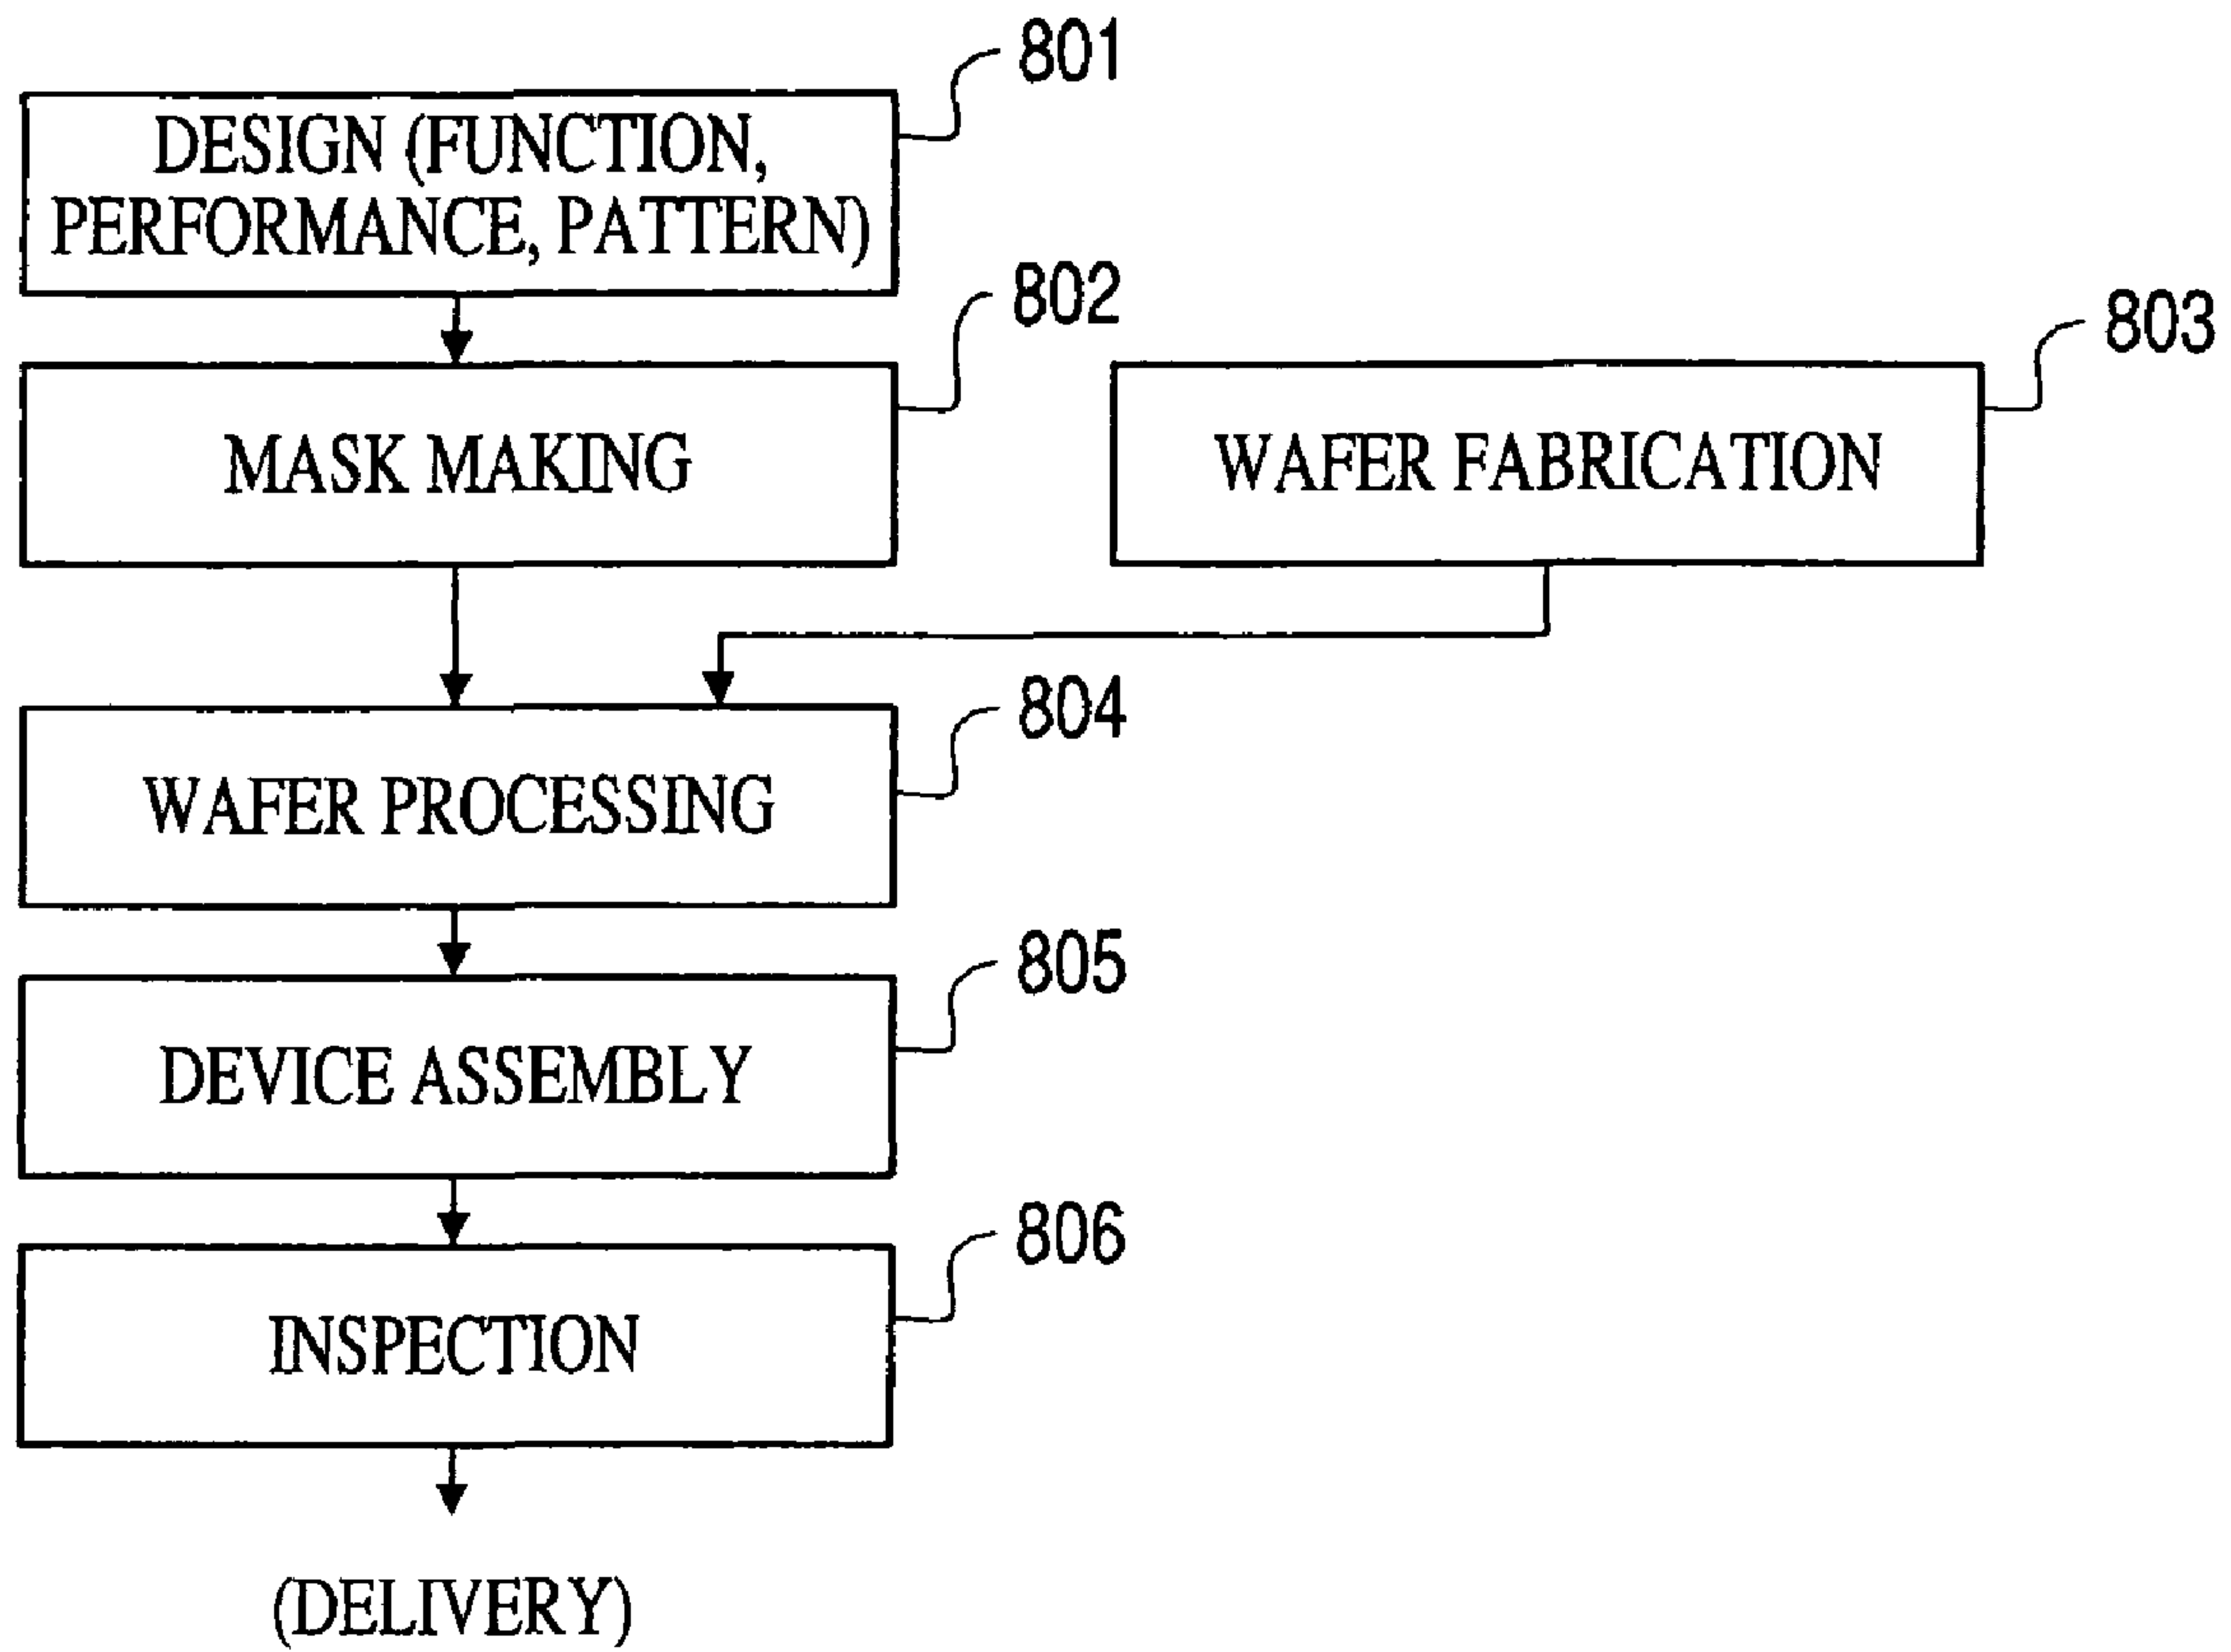 801
DESIGN (FUNCTION,
PERFORMANCE, PATTERN)
802
MASK MAKING
803
WAFER FABRICATION
804
WAFER PROCESSING
805
DEVICE ASSEMBLY
806
INSPECTION
(DELIVERY)